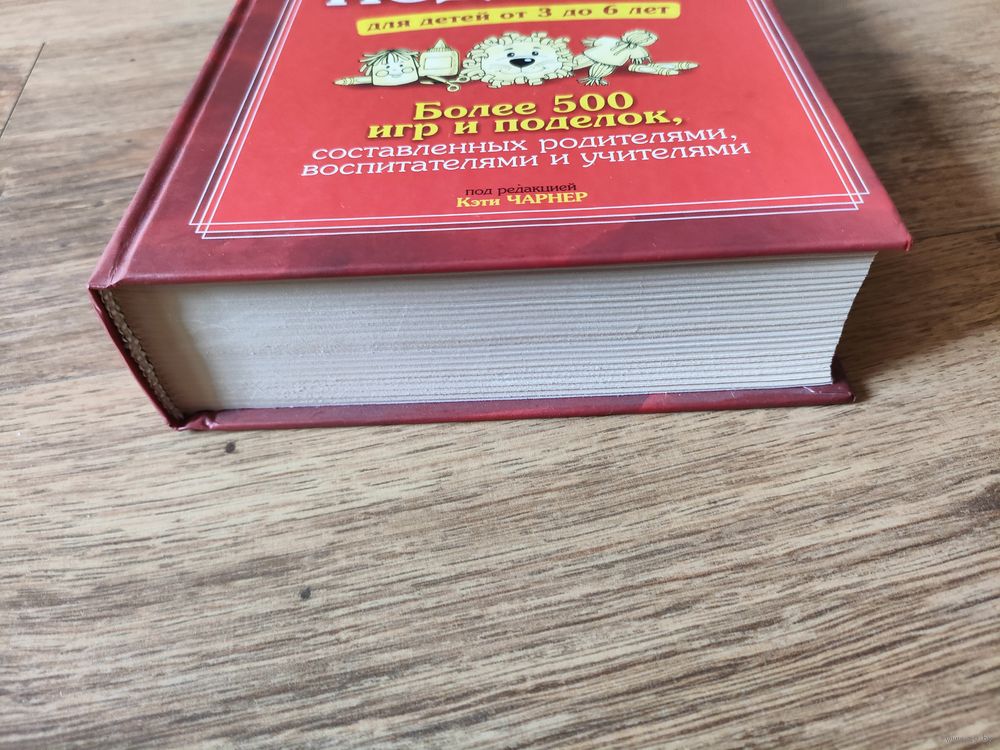 для детей от 3 до 6 лет
Более 500
игр и поделок,
составленных родителями,
воспитателями и учителями
под редакцией
Кэти ЧАРНЕР